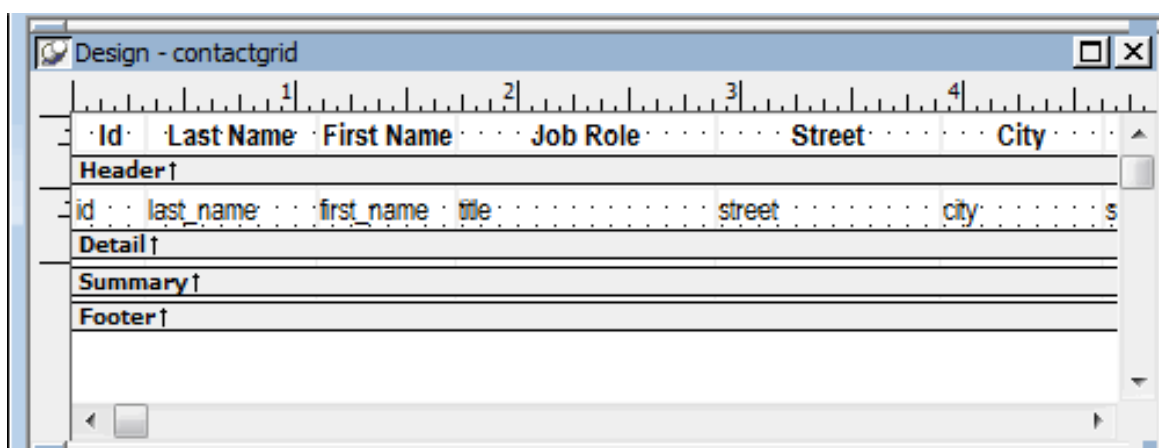 Design - contactgrid
1 2 3 4
Id Last Name First Name Job Role Street City
Header↑
id last_name first_name title street city s
Detail↑
Summary↑
Footer↑